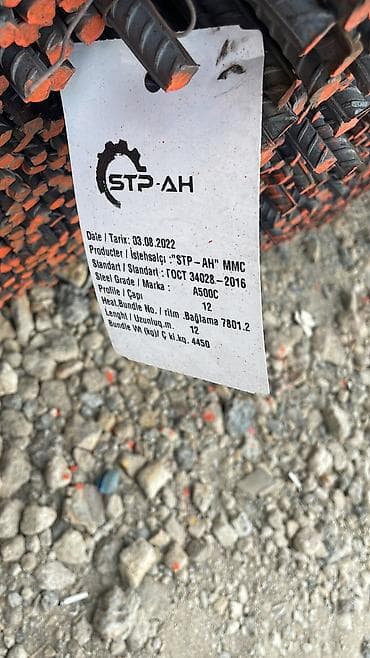 STP-AH
Date / Tarix: 03.08.2022
Producter / İstehsalçı :"STP-AH" MMC
Standart / Standart : ГОСТ 34028-2016
Steel Grade / Marka : A500C
Profile / Çapı 12
Heat.Bundle No. / ritm .Bağlama 7801.2
Lenght / Uzunluq.m. 12
Bundle Wt (kg)/ Ç ki.kq. 4450